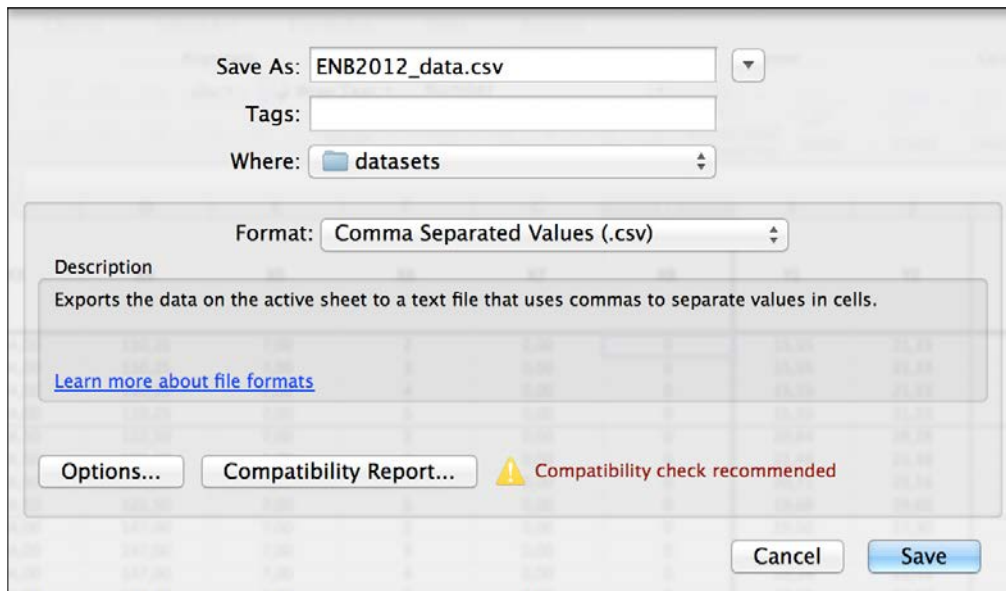 Save As: ENB2012_data.csv
Tags:
Where: datasets
Format: Comma Separated Values (.csv)
Description
Exports the data on the active sheet to a text file that uses commas to separate values in cells.
Learn more about file formats
Options... Compatibility Report... Compatibility check recommended
Cancel Save